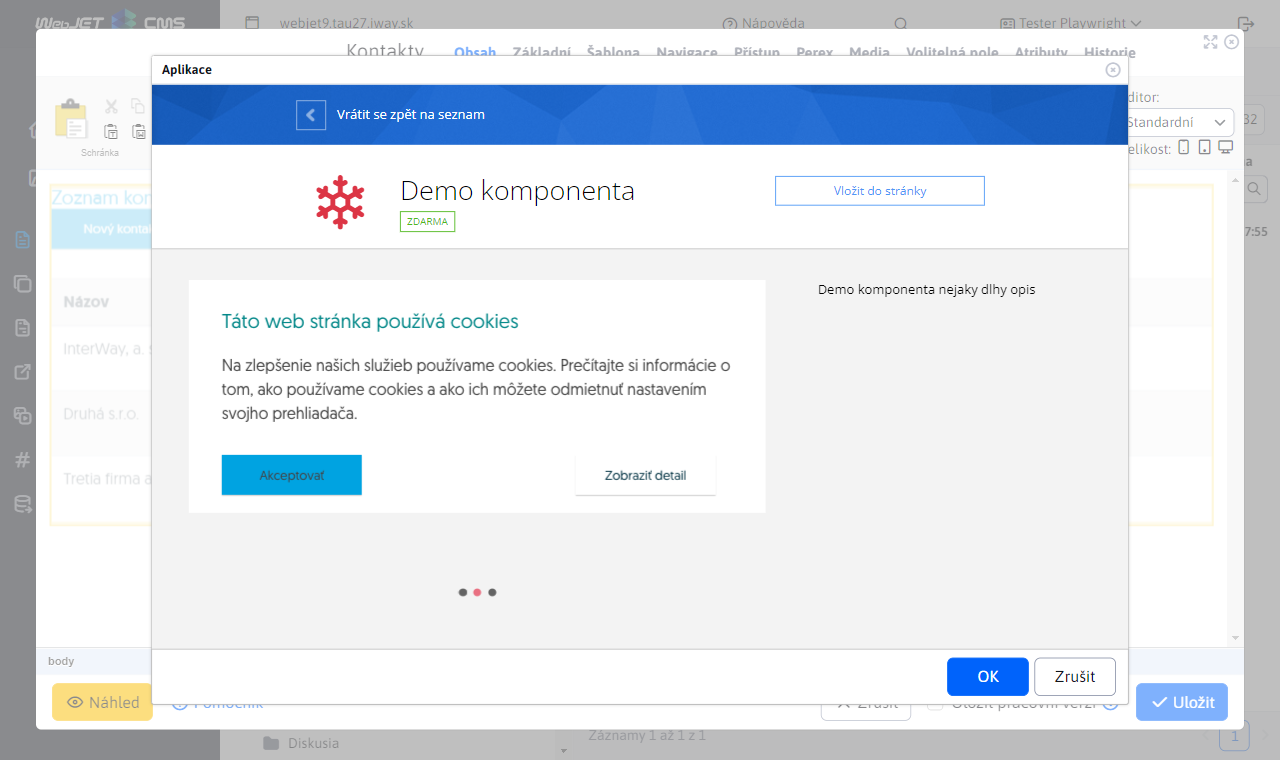 WebJET CMS
webjet9.tau27.iway.sk
Nápověda
Tester Playwright
Kontakty
Obsah
Základní
Šablona
Navigace
Přístup
Perex
Media
Volitelná pole
Atributy
Historie
Aplikace
Vrátit se zpět na seznam
ditor:
Standardní
32
Schránka
elikost:
Demo komponenta
ZDARMA
Vložit do stránky
Zoznam kon
Nový kontak
7:55
Demo komponenta nejaky dlhy opis
Názov
Táto web stránka používá cookies
InterWay, a. s
Na zlepšenie našich služieb používame cookies. Prečítajte si informácie o
tom, ako používame cookies a ako ich môžete odmietnuť nastavením
svojho prehliadača.
Druhá s.r.o.
Tretia firma a
Akceptovať
Zobraziť detail
body
OK
Zrušit
Náhled
Pomocník
Zrušit
Uložit pracovní verzi
Uložit
Diskusia
Záznamy 1 až 1 z 1
1